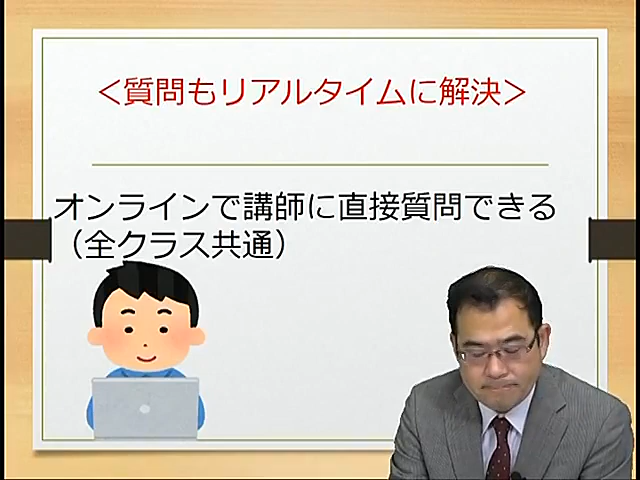 ＜質問もリアルタイムに解決＞
オンラインで講師に直接質問できる
（全クラス共通）